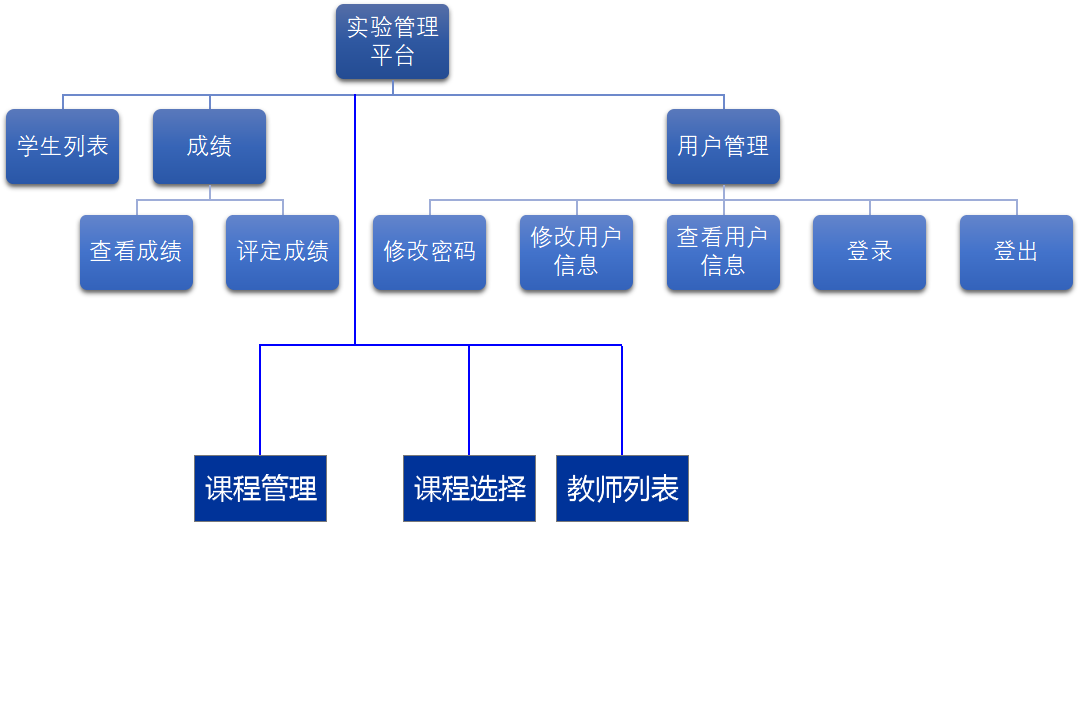 实验管理
平台
学生列表
成绩
用户管理
查看成绩
评定成绩
修改密码
修改用户
信息
查看用户
信息
登录
登出
课程管理
课程选择
教师列表